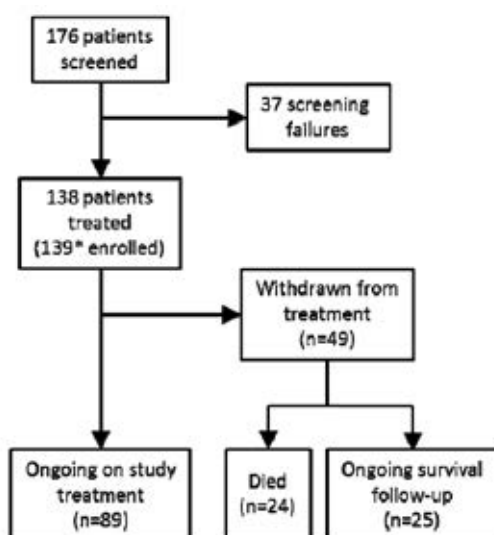 176 patients
screened
37 screening
failures
138 patients
treated
(139* enrolled)
Withdrawn from
treatment
(n=49)
Ongoing on study
treatment
(n=89)
Died
(n=24)
Ongoing survival
follow-up
(n=25)